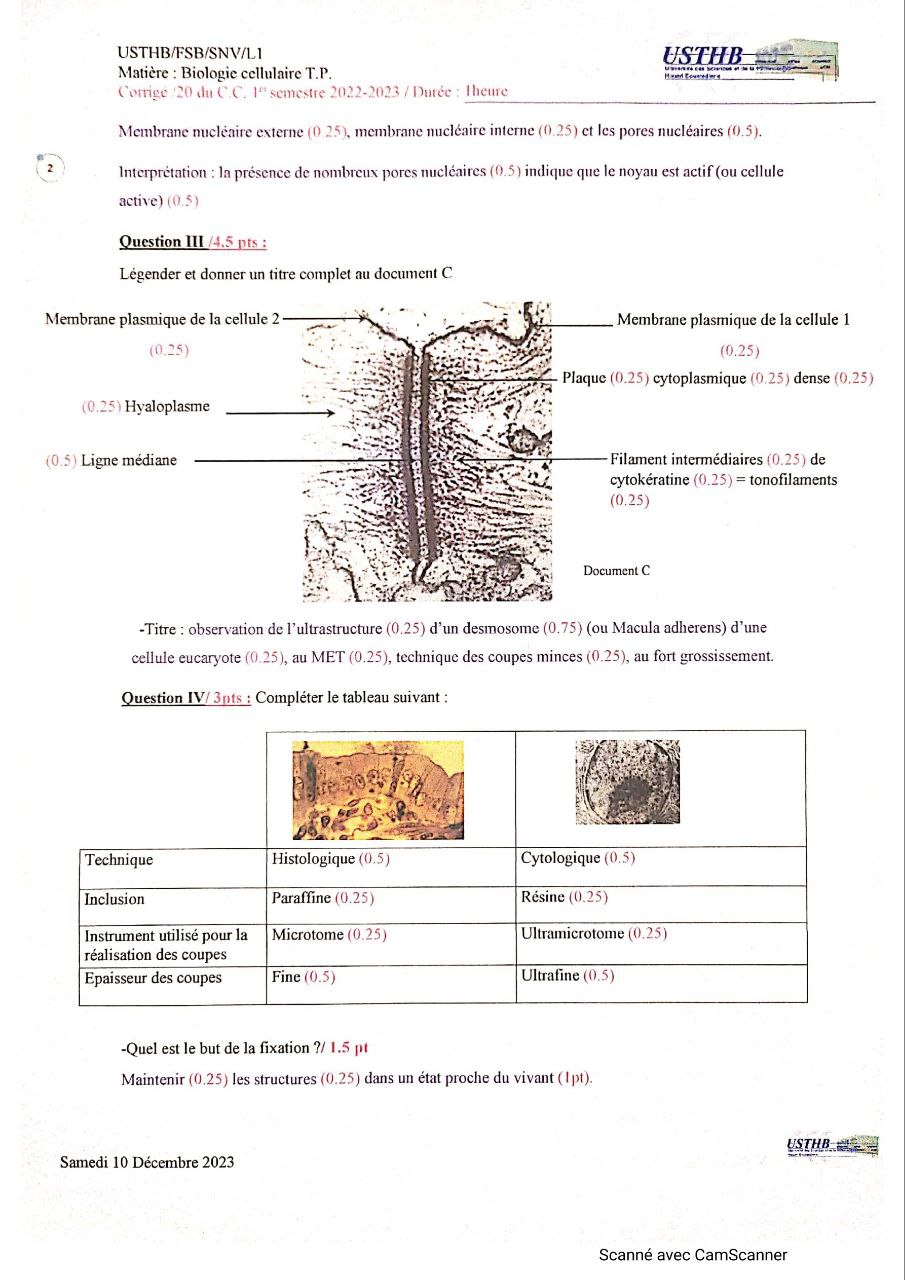 USTHB/FSB/SNV/L1
Matière : Biologie cellulaire T.P.
Corrigé /20 du C.C. 1er semestre 2022-2023 / Durée : 1heure
USTHB
Membrane nucléaire externe (0.25), membrane nucléaire interne (0.25) et les pores nucléaires (0.5).
2
Interprétation : la présence de nombreux pores nucléaires (0.5) indique que le noyau est actif (ou cellule
active) (0.5)
Question III /4.5 pts :
Légender et donner un titre complet au document C
Membrane plasmique de la cellule 2
(0.25)
Membrane plasmique de la cellule 1
(0.25)
Plaque (0.25) cytoplasmique (0.25) dense (0.25)
(0.25) Hyaloplasme
(0.5) Ligne médiane
Filament intermédiaires (0.25) de
cytokératine (0.25) = tonofilaments
(0.25)
Document C
-Titre : observation de l'ultrastructure (0.25) d'un desmosome (0.75) (ou Macula adherens) d'une
cellule eucaryote (0.25), au MET (0.25), technique des coupes minces (0.25), au fort grossissement.
Question IV/ 3pts : Compléter le tableau suivant :
Technique
Histologique (0.5)
Cytologique (0.5)
Inclusion
Paraffine (0.25)
Résine (0.25)
Instrument utilisé pour la
réalisation des coupes
Microtome (0.25)
Ultramicrotome (0.25)
Epaisseur des coupes
Fine (0.5)
Ultrafine (0.5)
-Quel est le but de la fixation ?/ 1.5 pt
Maintenir (0.25) les structures (0.25) dans un état proche du vivant (1pt).
USTHB
Samedi 10 Décembre 2023
Scanné avec CamScanner